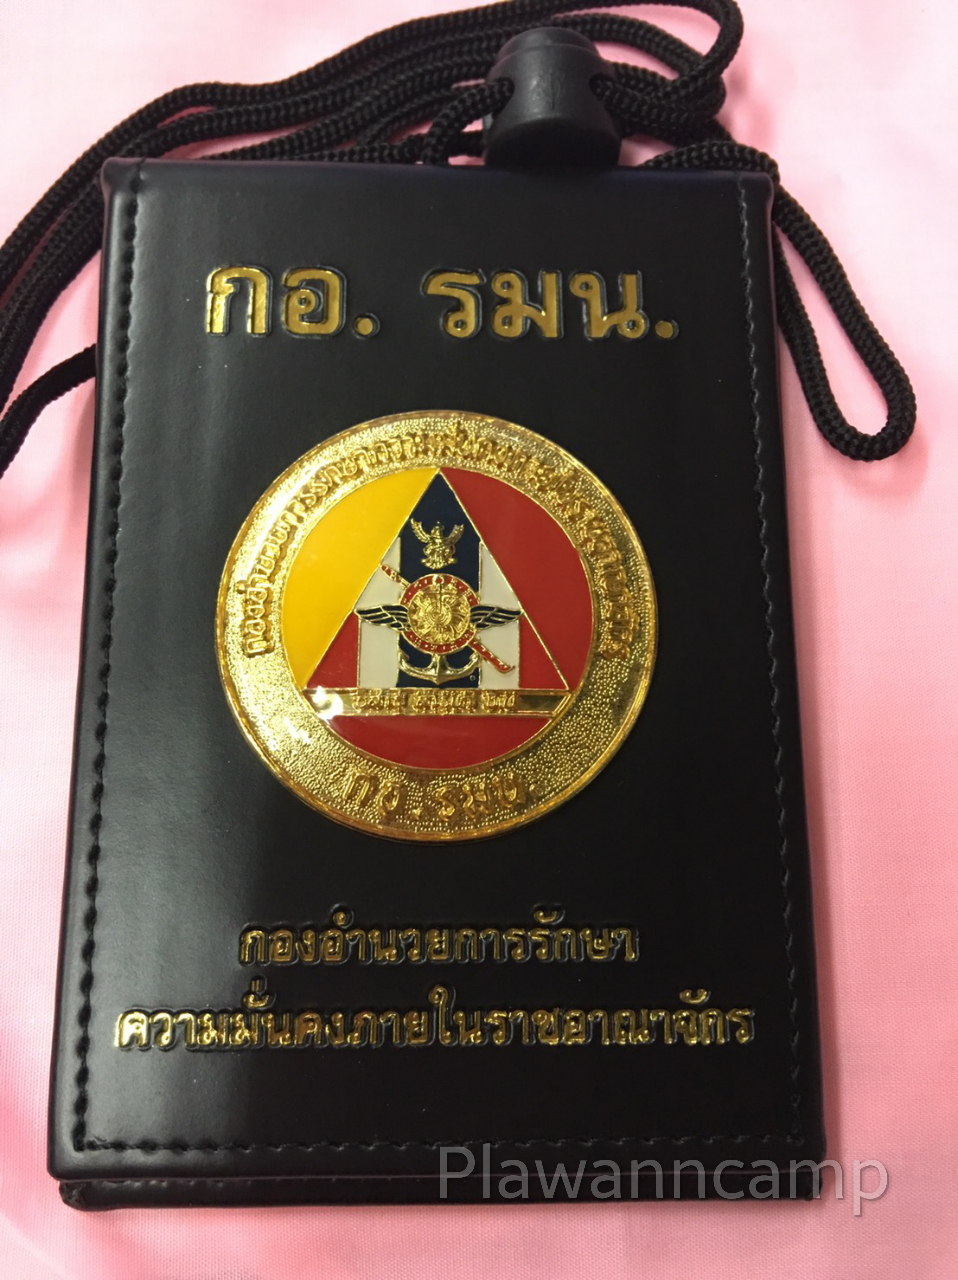 กอ. รมน.
กองอำนวยการรักษาความมั่นคงภายในราชอาณาจักร
กอ.รมน.
กองอำนวยการรักษา
ความมั่นคงภายในราชอาณาจักร
Plawanncamp